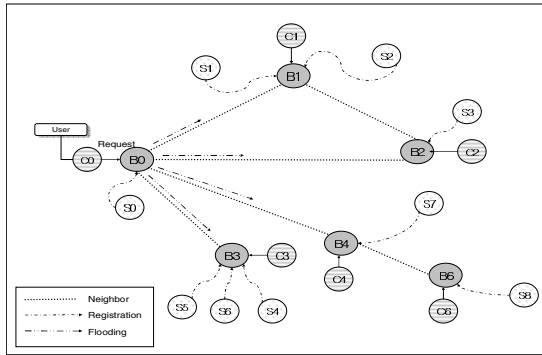 C1
S2
S1
B1
S3
User
Request
B2
C2
C0
B0
S7
S0
B4
B3
C3
B6
C4
S8
C6
S5
S6
S4
Neighbor
Registration
Flooding